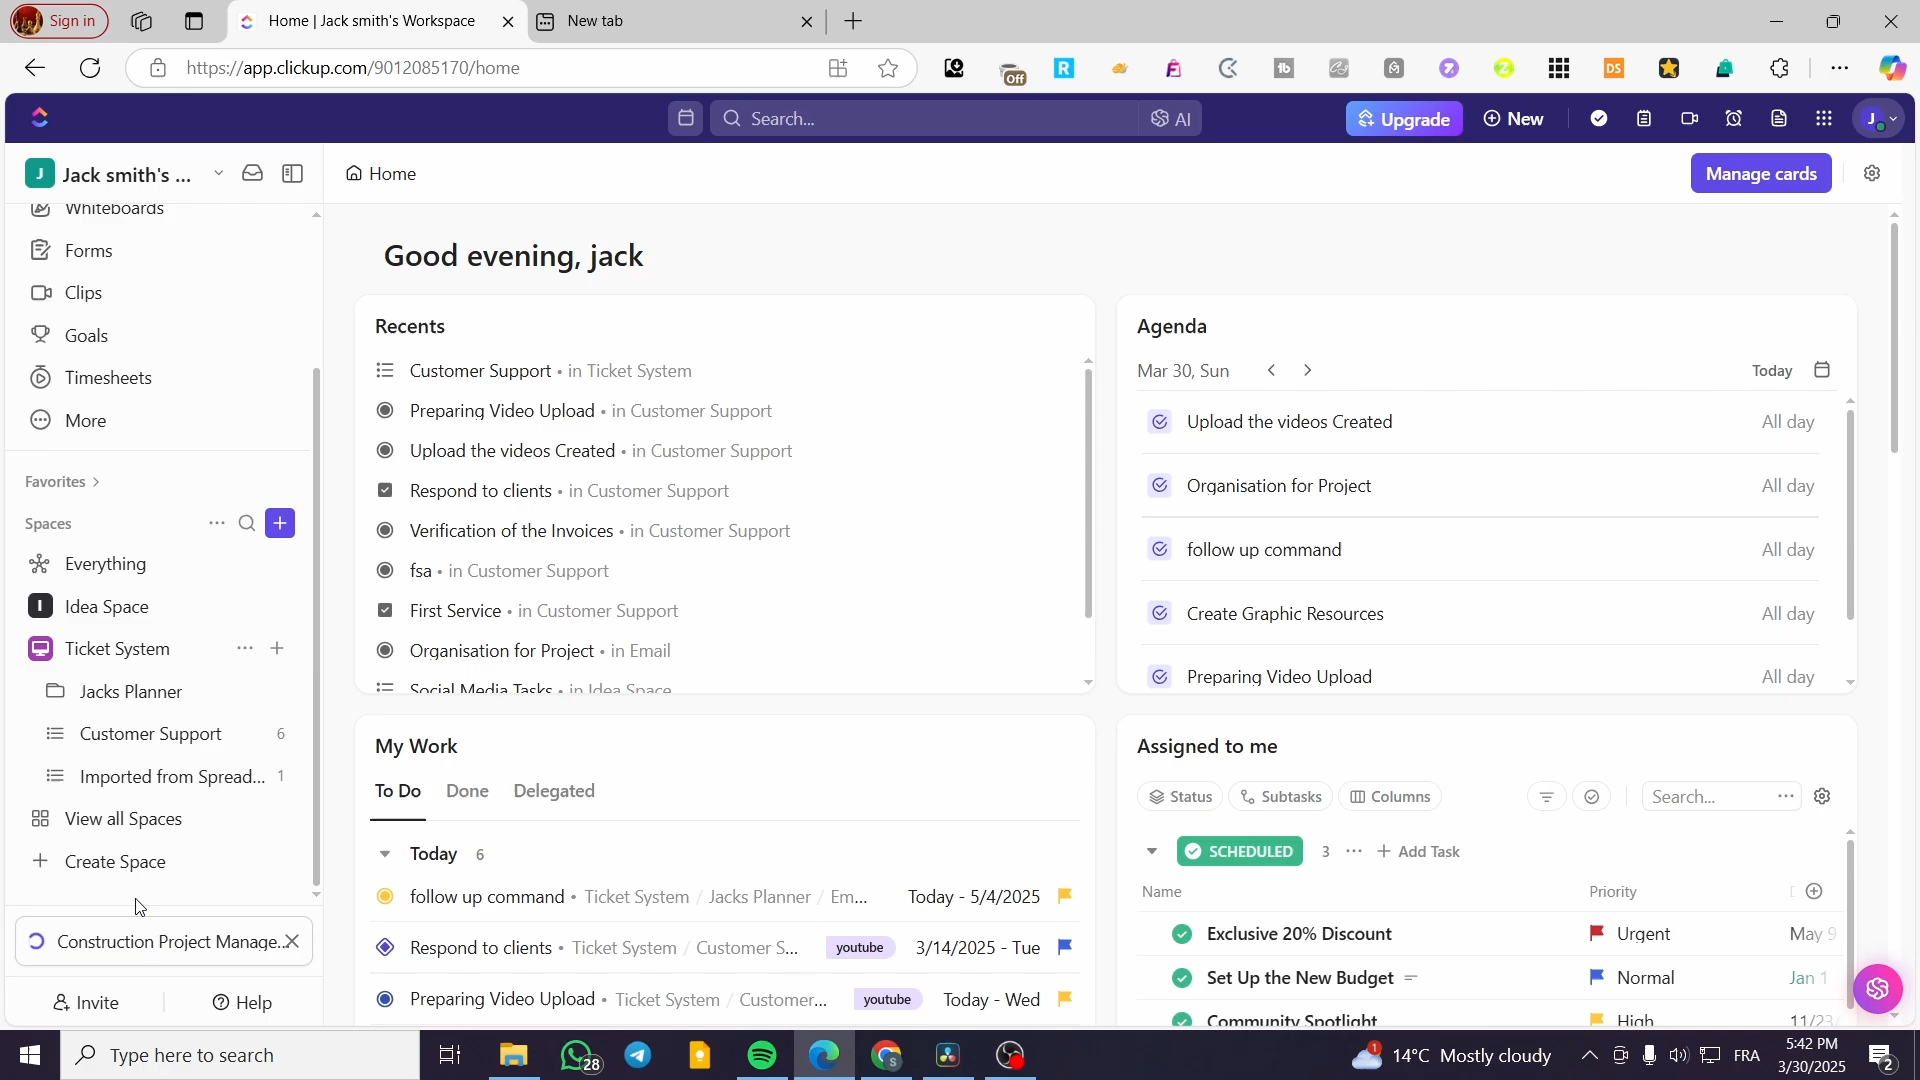 Sign in
Home | Jack smith's Workspace
New tab
https://app.clickup.com/9012085170/home
Off
R
tb
DS
Search...
AI
Upgrade
New
J
J Jack smith's ...
Home
Manage cards
Whiteboards
Forms
Clips
Goals
Timesheets
More
Favorites
Spaces
Everything
I Idea Space
Ticket System
Jacks Planner
Customer Support 6
Imported from Spread... 1
View all Spaces
Create Space
Construction Project Manage...
Invite
Help
Good evening, jack
Recents
Customer Support • in Ticket System
Preparing Video Upload • in Customer Support
Upload the videos Created • in Customer Support
Respond to clients • in Customer Support
Verification of the Invoices • in Customer Support
fsa • in Customer Support
First Service • in Customer Support
Organisation for Project • in Email
Social Media Tasks • in Idea Space
Agenda
Mar 30, Sun
Today
Upload the videos Created All day
Organisation for Project All day
follow up command All day
Create Graphic Resources All day
Preparing Video Upload All day
My Work
To Do Done Delegated
Today 6
follow up command • Ticket System / Jacks Planner / Em... Today - 5/4/2025
Respond to clients • Ticket System / Customer S... youtube 3/14/2025 - Tue
Preparing Video Upload • Ticket System / Customer... youtube Today - Wed
Assigned to me
Status Subtasks Columns Search...
SCHEDULED 3 ... + Add Task
Name Priority
Exclusive 20% Discount Urgent May 9
Set Up the New Budget Normal Jan 1
Community Spotlight High 11/23/
Type here to search
28
S
1
14°C Mostly cloudy
FRA
5:42 PM
3/30/2025
2